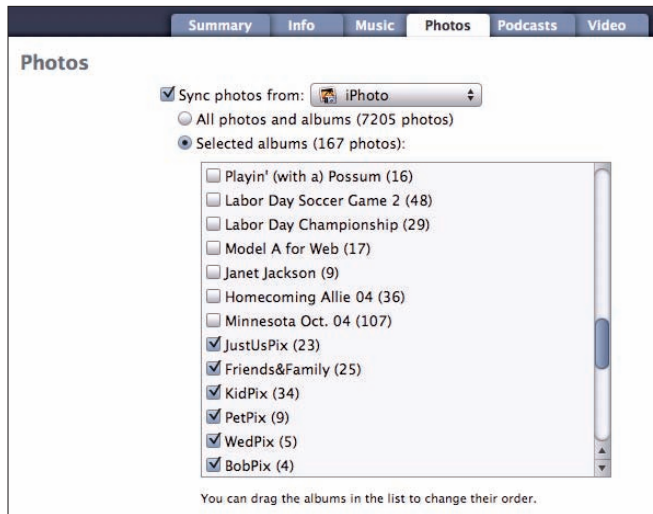 Summary Info Music Photos Podcasts Video
Photos
Sync photos from: iPhoto
All photos and albums (7205 photos)
Selected albums (167 photos):
Playin' (with a) Possum (16)
Labor Day Soccer Game 2 (48)
Labor Day Championship (29)
Model A for Web (17)
Janet Jackson (9)
Homecoming Allie 04 (36)
Minnesota Oct. 04 (107)
JustUsPix (23)
Friends&Family (25)
KidPix (34)
PetPix (9)
WedPix (5)
BobPix (4)
You can drag the albums in the list to change their order.